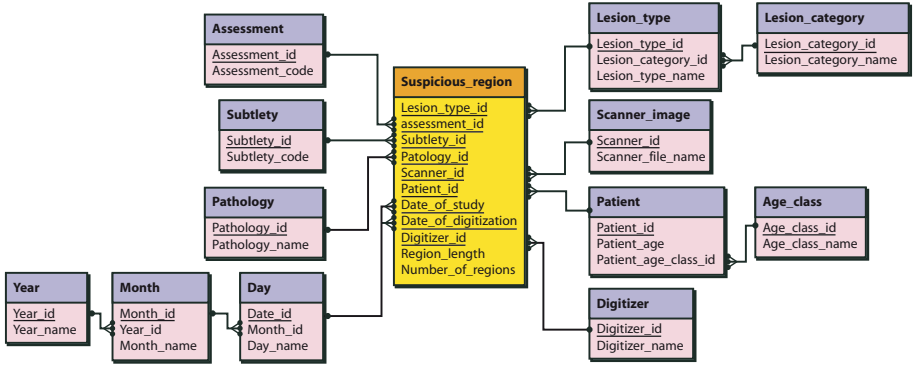 Assessment
Assessment_id
Assessment_code
Subtlety
Subtlety_id
Subtlety_code
Pathology
Pathology_id
Pathology_name
Year
Year_id
Year_name
Month
Month_id
Year_id
Month_name
Day
Date_id
Month_id
Day_name
Suspicious_region
Lesion_type_id
assessment_id
Subtlety_id
Patology_id
Scanner_id
Patient_id
Date_of_study
Date_of_digitization
Digitizer_id
Region_length
Number_of_regions
Lesion_type
Lesion_type_id
Lesion_category_id
Lesion_type_name
Lesion_category
Lesion_category_id
Lesion_category_name
Scanner_image
Scanner_id
Scanner_file_name
Patient
Patient_id
Patient_age
Patient_age_class_id
Age_class
Age_class_id
Age_class_name
Digitizer
Digitizer_id
Digitizer_name